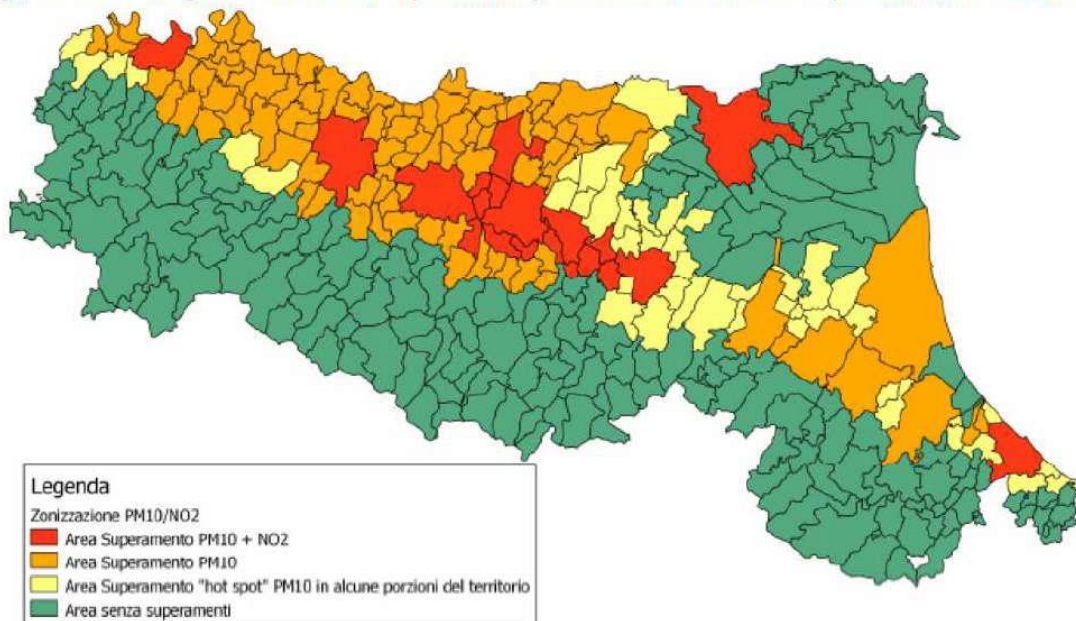 Legenda
Zonizzazione PM10/NO2
Area Superamento PM10 + NO2
Area Superamento PM10
Area Superamento "hot spot" PM10 in alcune porzioni del territorio
Area senza superamenti